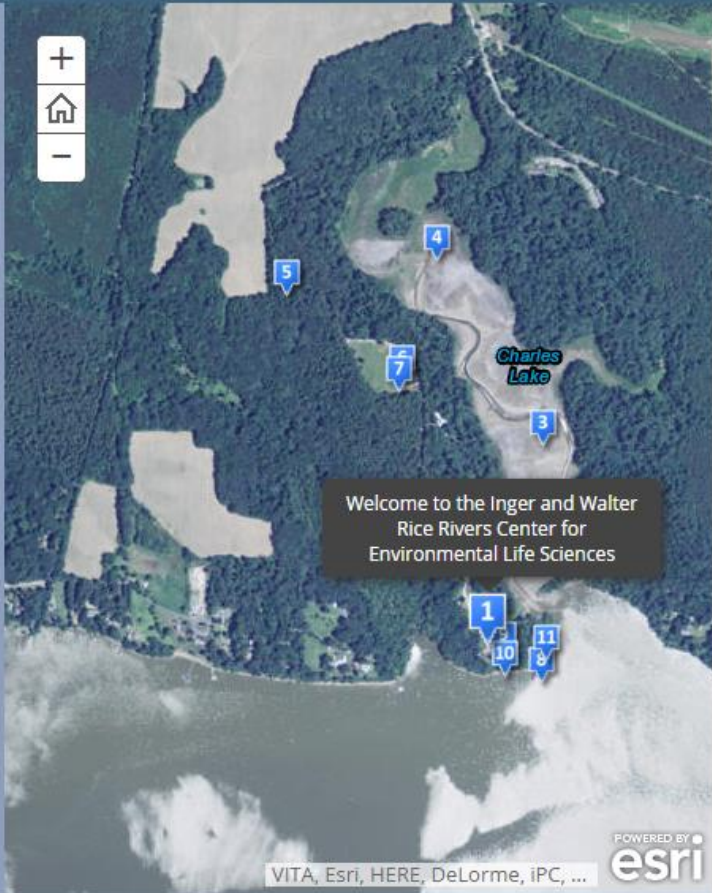 +
−
4
5
6
7
Charles
Lake
3
Welcome to the Inger and Walter
Rice Rivers Center for
Environmental Life Sciences
1
11
10
8
POWERED BY
esri
VITA, Esri, HERE, DeLorme, iPC, ...